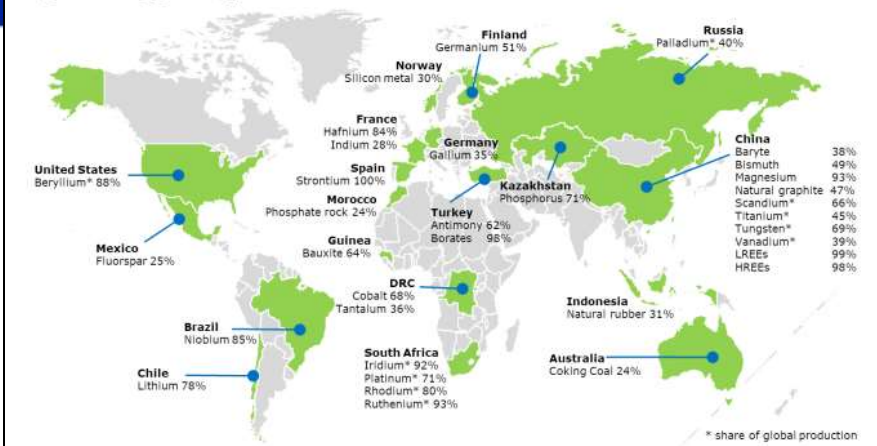 Finland
Germanium 51%
Russia
Palladium* 40%
Norway
Silicon metal 30%
France
Hafnium 84%
Indium 28%
Germany
Gallium 35%
Spain
Strontium 100%
Kazakhstan
Phosphorus 71%
China
Baryte 38%
Bismuth 49%
Magnesium 93%
Natural graphite 47%
Scandium* 66%
Titanium* 45%
Tungsten* 69%
Vanadium* 39%
LREEs 99%
HREEs 98%
United States
Beryllium* 88%
Morocco
Phosphate rock 24%
Turkey
Antimony 62%
Borates 98%
Mexico
Fluorspar 25%
Guinea
Bauxite 64%
DRC
Cobalt 68%
Tantalum 36%
Indonesia
Natural rubber 31%
Brazil
Niobium 85%
Chile
Lithium 78%
South Africa
Iridium* 92%
Platinum* 71%
Rhodium* 80%
Ruthenium* 93%
Australia
Coking Coal 24%
* share of global production